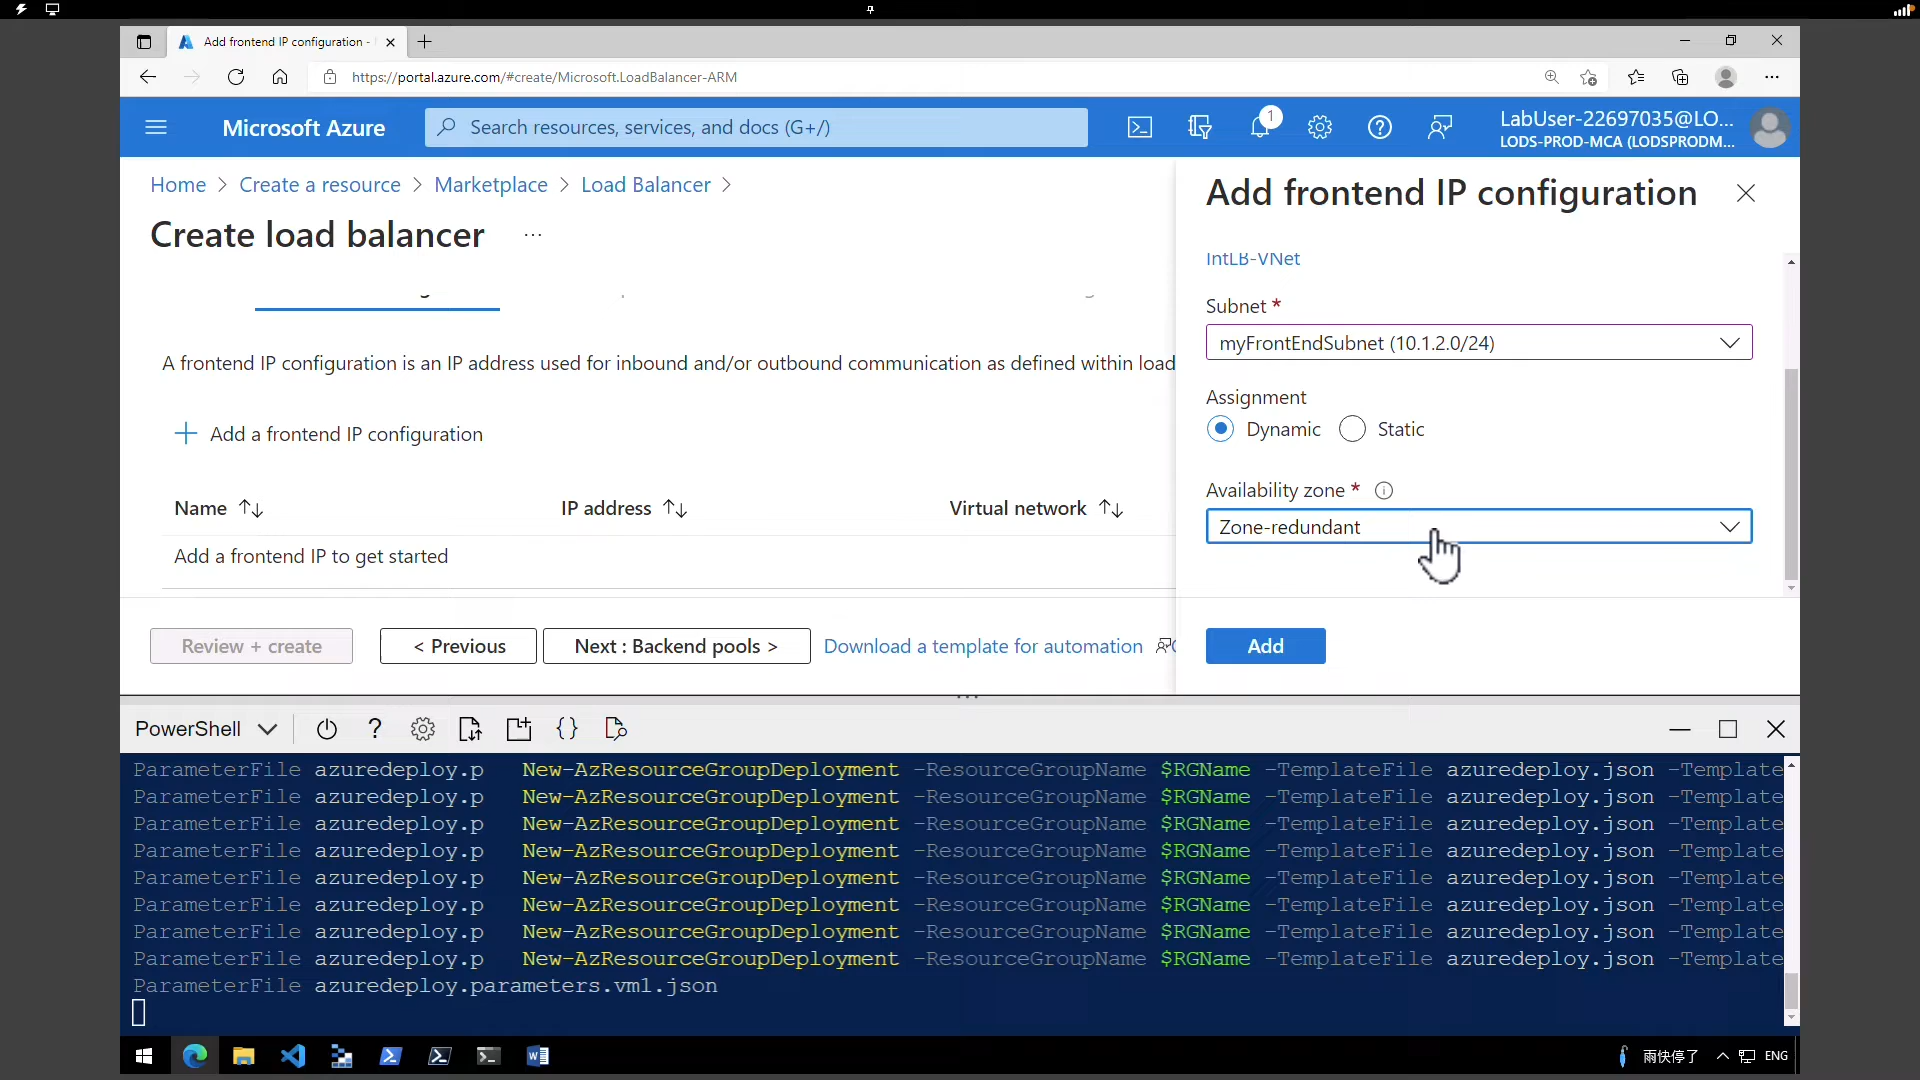 Add frontend IP configuration -
https://portal.azure.com/#create/Microsoft.LoadBalancer-ARM
Microsoft Azure
Search resources, services, and docs (G+/)
1
LabUser-22697035@LO...
LODS-PROD-MCA (LODSPRODM...
Home > Create a resource > Marketplace > Load Balancer >
Create load balancer ...
A frontend IP configuration is an IP address used for inbound and/or outbound communication as defined within load
+ Add a frontend IP configuration
Name ↑↓ IP address ↑↓ Virtual network ↑↓
Add a frontend IP to get started
Review + create
< Previous
Next : Backend pools >
Download a template for automation
Add frontend IP configuration
IntLB-VNet
Subnet *
myFrontEndSubnet (10.1.2.0/24)
Assignment
Dynamic Static
Availability zone *
Zone-redundant
Add
PowerShell
ParameterFile azuredeploy.p New-AzResourceGroupDeployment -ResourceGroupName $RGName -TemplateFile azuredeploy.json -Template
ParameterFile azuredeploy.p New-AzResourceGroupDeployment -ResourceGroupName $RGName -TemplateFile azuredeploy.json -Template
ParameterFile azuredeploy.p New-AzResourceGroupDeployment -ResourceGroupName $RGName -TemplateFile azuredeploy.json -Template
ParameterFile azuredeploy.p New-AzResourceGroupDeployment -ResourceGroupName $RGName -TemplateFile azuredeploy.json -Template
ParameterFile azuredeploy.p New-AzResourceGroupDeployment -ResourceGroupName $RGName -TemplateFile azuredeploy.json -Template
ParameterFile azuredeploy.p New-AzResourceGroupDeployment -ResourceGroupName $RGName -TemplateFile azuredeploy.json -Template
ParameterFile azuredeploy.p New-AzResourceGroupDeployment -ResourceGroupName $RGName -TemplateFile azuredeploy.json -Template
ParameterFile azuredeploy.p New-AzResourceGroupDeployment -ResourceGroupName $RGName -TemplateFile azuredeploy.json -Template
ParameterFile azuredeploy.parameters.vm1.json
雨快停了 ENG